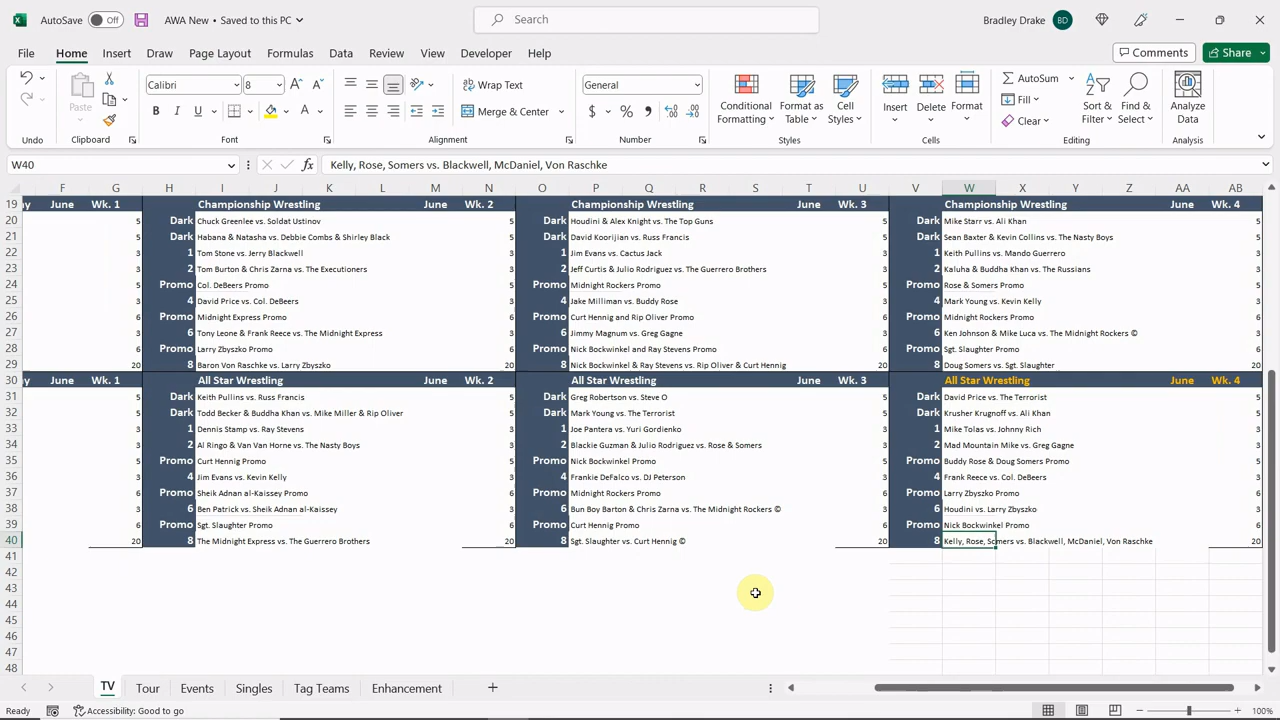 AutoSave Off AWA New • Saved to this PC Search Bradley Drake BD
File Home Insert Draw Page Layout Formulas Data Review View Developer Help Comments Share
Calibri 8 Wrap Text General AutoSum
Paste B I U Merge & Center $ % Conditional Formatting Format as Table Cell Styles Insert Delete Format Fill Clear Sort & Filter Find & Select Analyze Data
Undo Clipboard Font Alignment Number Styles Cells Editing Analysis
W40 fx Kelly, Rose, Somers vs. Blackwell, McDaniel, Von Raschke
F G H I J K L M N O P Q R S T U V W X Y Z AA AB
19 y June Wk. 1 Championship Wrestling June Wk. 2 Championship Wrestling June Wk. 3 Championship Wrestling June Wk. 4
20 5 Dark Chuck Greenlee vs. Soldat Ustinov 5 Dark Houdini & Alex Knight vs. The Top Guns 5 Dark Mike Starr vs. Ali Khan 5
21 5 Dark Habana & Natasha vs. Debbie Combs & Shirley Black 5 Dark David Koorijian vs. Russ Francis 5 Dark Sean Baxter & Kevin Collins vs. The Nasty Boys 5
22 3 1 Tom Stone vs. Jerry Blackwell 3 1 Jim Evans vs. Cactus Jack 3 1 Keith Pullins vs. Mando Guerrero 3
23 3 2 Tom Burton & Chris Zarna vs. The Executioners 3 2 Jeff Curtis & Julio Rodriguez vs. The Guerrero Brothers 3 2 Kaluha & Buddha Khan vs. The Russians 3
24 5 Promo Col. DeBeers Promo 5 Promo Midnight Rockers Promo 5 Promo Rose & Somers Promo 5
25 3 4 David Price vs. Col. DeBeers 3 4 Jake Milliman vs. Buddy Rose 3 4 Mark Young vs. Kevin Kelly 3
26 6 Promo Midnight Express Promo 6 Promo Curt Hennig and Rip Oliver Promo 6 Promo Midnight Rockers Promo 6
27 3 6 Tony Leone & Frank Reece vs. The Midnight Express 3 6 Jimmy Magnum vs. Greg Gagne 3 6 Ken Johnson & Mike Luca vs. The Midnight Rockers © 3
28 6 Promo Larry Zbyszko Promo 6 Promo Nick Bockwinkel and Ray Stevens Promo 6 Promo Sgt. Slaughter Promo 6
29 20 8 Baron Von Raschke vs. Larry Zbyszko 20 8 Nick Bockwinkel & Ray Stevens vs. Rip Oliver & Curt Hennig 20 8 Doug Somers vs. Sgt. Slaughter 20
30 y June Wk. 1 All Star Wrestling June Wk. 2 All Star Wrestling June Wk. 3 All Star Wrestling June Wk. 4
31 5 Dark Keith Pullins vs. Russ Francis 5 Dark Greg Robertson vs. Steve O 5 Dark David Price vs. The Terrorist 5
32 5 Dark Todd Becker & Buddha Khan vs. Mike Miller & Rip Oliver 5 Dark Mark Young vs. The Terrorist 5 Dark Krusher Krugnoff vs. Ali Khan 5
33 3 1 Dennis Stamp vs. Ray Stevens 3 1 Joe Pantera vs. Yuri Gordienko 3 1 Mike Tolas vs. Johnny Rich 3
34 3 2 Al Ringo & Van Van Horne vs. The Nasty Boys 3 2 Blackie Guzman & Julio Rodriguez vs. Rose & Somers 3 2 Mad Mountain Mike vs. Greg Gagne 3
35 5 Promo Curt Hennig Promo 5 Promo Nick Bockwinkel Promo 5 Promo Buddy Rose & Doug Somers Promo 5
36 3 4 Jim Evans vs. Kevin Kelly 3 4 Frankie DeFalco vs. DJ Peterson 3 4 Frank Reece vs. Col. DeBeers 3
37 6 Promo Sheik Adnan al-Kaissey Promo 6 Promo Midnight Rockers Promo 6 Promo Larry Zbyszko Promo 6
38 3 6 Ben Patrick vs. Sheik Adnan al-Kaissey 3 6 Bun Boy Barton & Chris Zarna vs. The Midnight Rockers © 3 6 Houdini vs. Larry Zbyszko 3
39 6 Promo Sgt. Slaughter Promo 6 Promo Curt Hennig Promo 6 Promo Nick Bockwinkel Promo 6
40 20 8 The Midnight Express vs. The Guerrero Brothers 20 8 Sgt. Slaughter vs. Curt Hennig © 20 8 Kelly, Rose, Somers vs. Blackwell, McDaniel, Von Raschke 20
41
42
43
44
45
46
47
48
TV Tour Events Singles Tag Teams Enhancement
Ready Accessibility: Good to go 100%